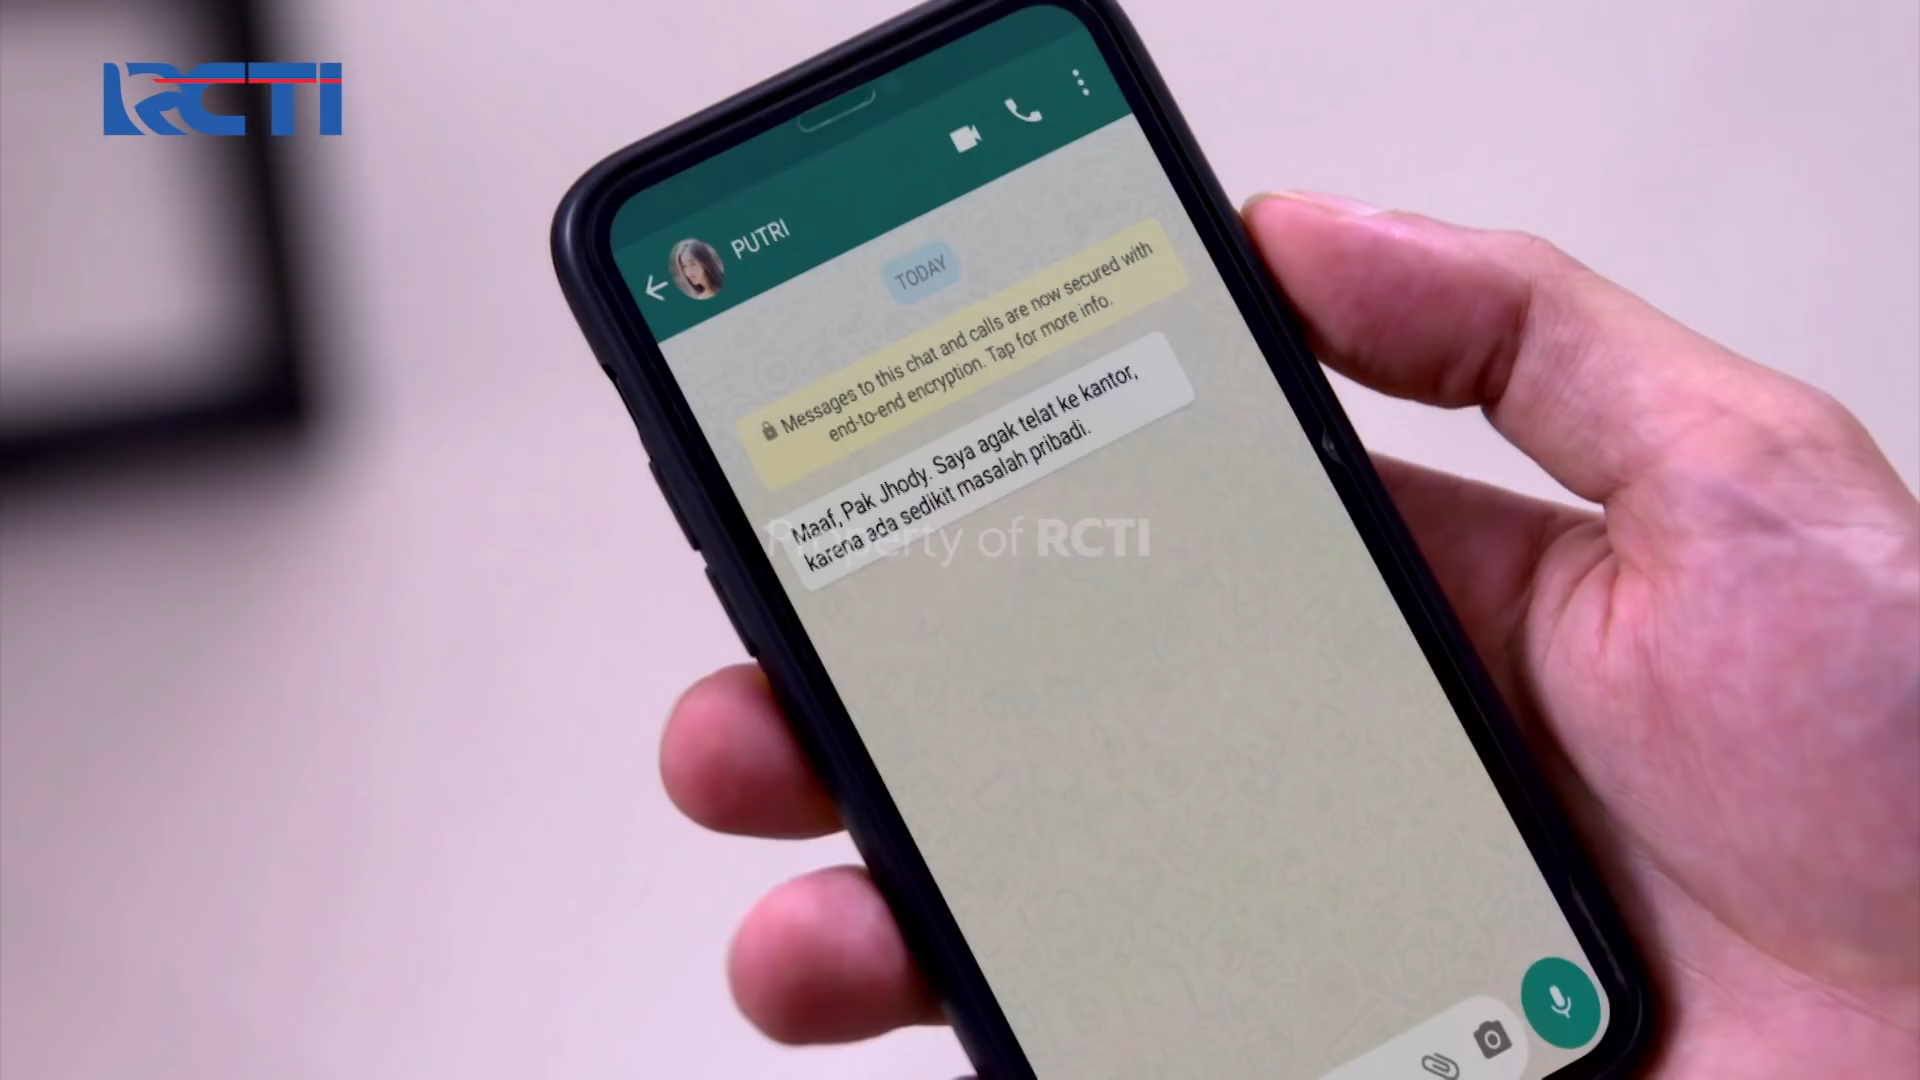 RCTI
PUTRI
TODAY
Messages to this chat and calls are now secured with
end-to-end encryption. Tap for more info.
Maaf, Pak Jhody. Saya agak telat ke kantor,
karena ada sedikit masalah pribadi.
Property of RCTI